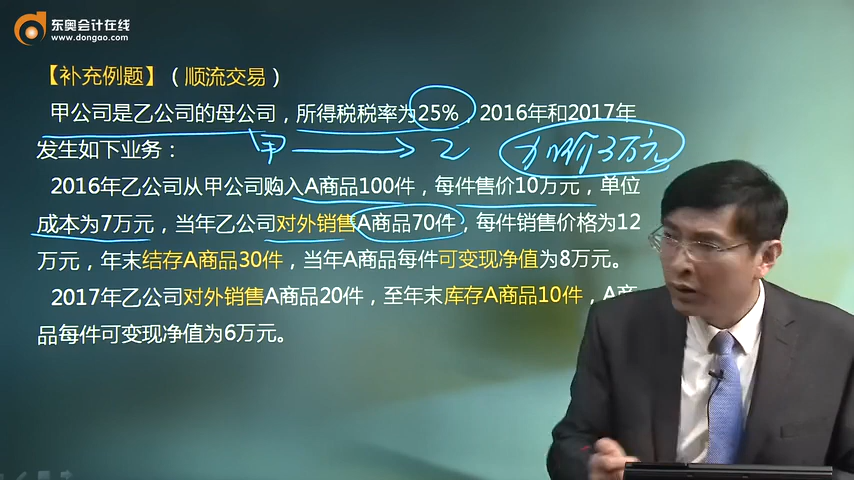 东奥会计在线
www.dongao.com
【补充例题】（顺流交易）
甲公司是乙公司的母公司，所得税税率为25%，2016年和2017年
发生如下业务：
甲 → 乙
加价3万元
2016年乙公司从甲公司购入A商品100件，每件售价10万元，单位
成本为7万元，当年乙公司对外销售A商品70件，每件销售价格为12
万元，年末结存A商品30件，当年A商品每件可变现净值为8万元。
2017年乙公司对外销售A商品20件，至年末库存A商品10件，A商
品每件可变现净值为6万元。